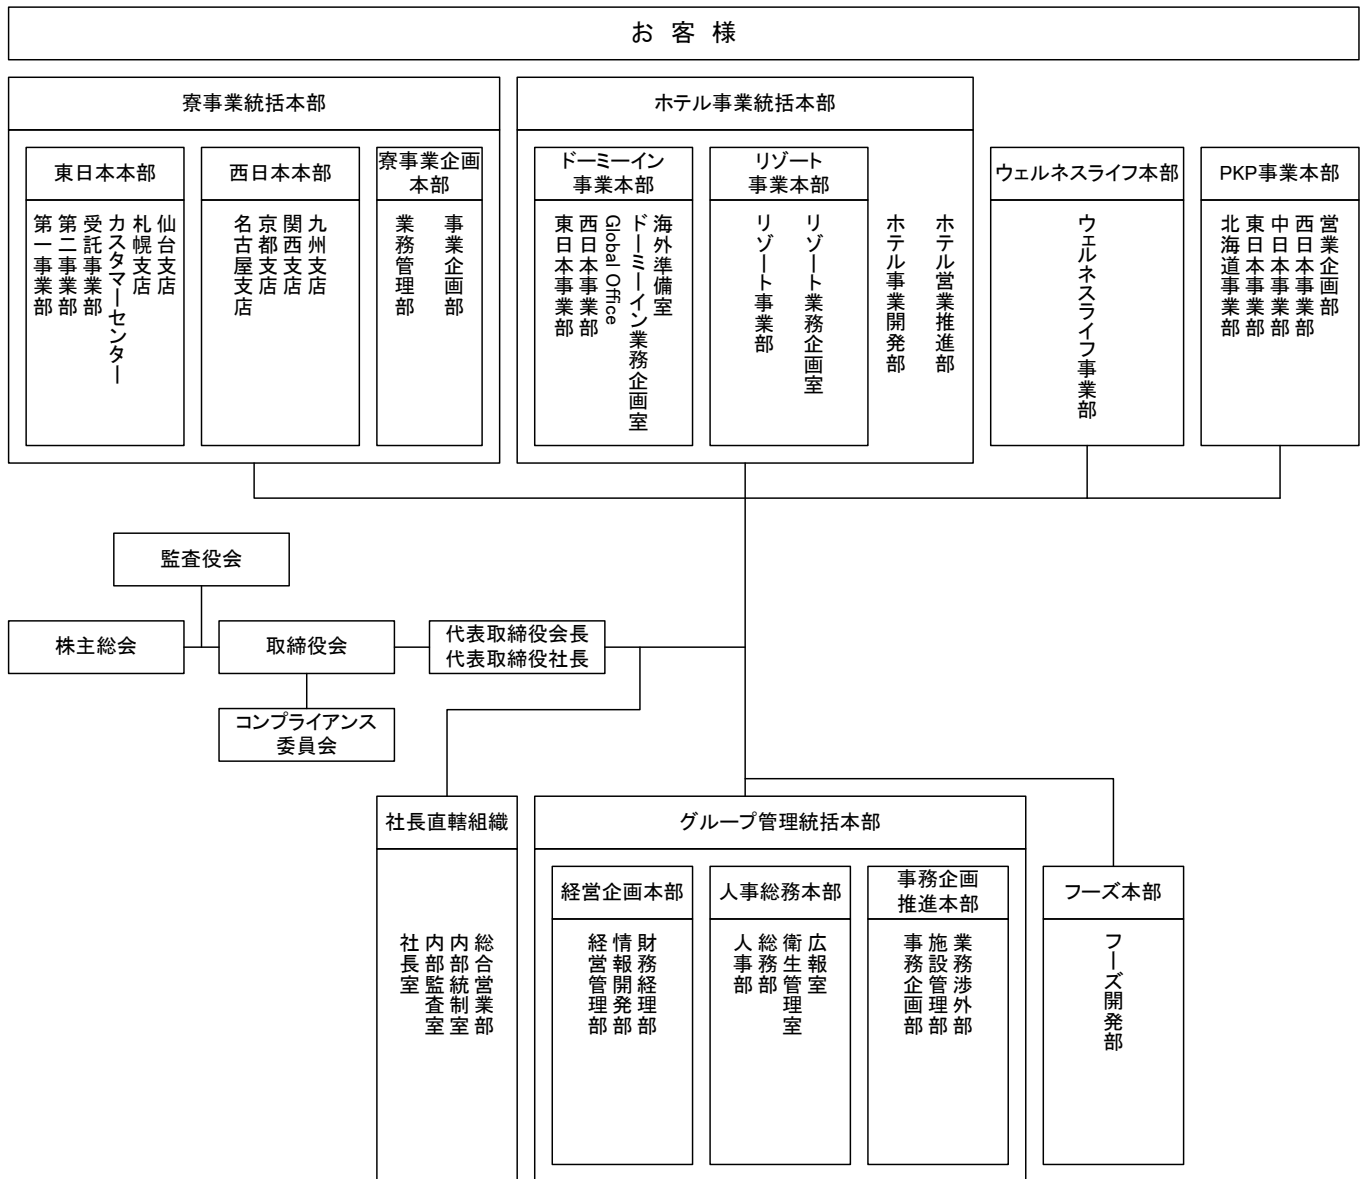 お 客 様
寮事業統括本部
東日本本部
第一事業部
第二事業部
受託事業部
カスタマーセンター
札幌支店
仙台支店
西日本本部
名古屋支店
京都支店
関西支店
九州支店
寮事業企画
本部
業務管理部
事業企画部
ホテル事業統括本部
ドーミーイン
事業本部
東日本事業部
西日本事業部
Global Office
ドーミーイン業務企画室
海外準備室
リゾート
事業本部
リゾート事業部
リゾート業務企画室
ホテル事業開発部
ホテル営業推進部
ウェルネスライフ本部
ウェルネスライフ事業部
PKP事業本部
北海道事業部
東日本事業部
中日本事業部
西日本事業部
営業企画部
監査役会
株主総会
取締役会
代表取締役会長
代表取締役社長
コンプライアンス
委員会
社長直轄組織
社長室
内部監査室
内部統制室
総合営業部
グループ管理統括本部
経営企画本部
経営管理部
情報開発部
財務経理部
人事総務本部
人事部
総務部
衛生管理室
広報室
事務企画
推進本部
事務企画部
施設管理部
業務渉外部
フーズ本部
フーズ開発部